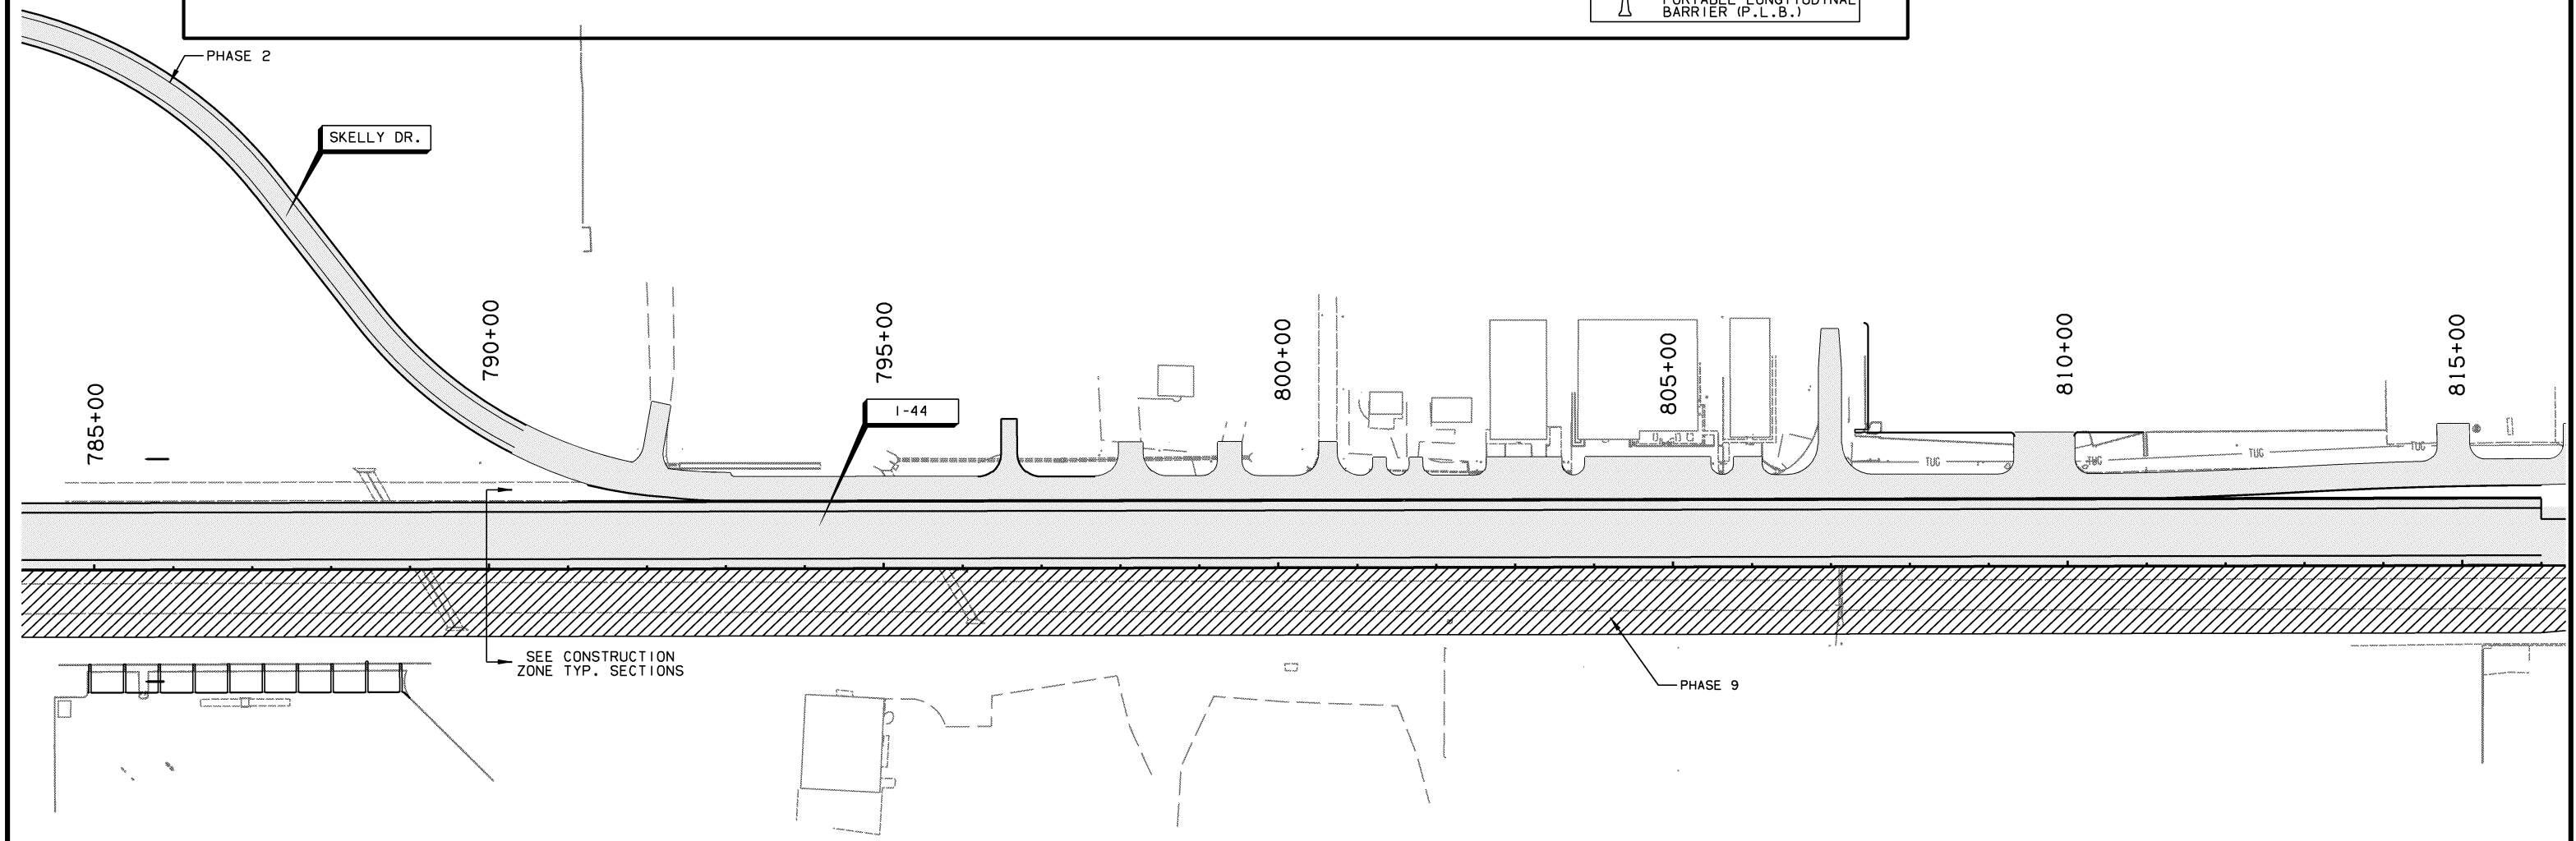 PORTABLE LONGITUDINAL
BARRIER (P.L.B.)
PHASE 2
SKELLY DR.
785+00
790+00
795+00
800+00
805+00
810+00
815+00
I-44
TUG
TUG
TUG
TUG
SEE CONSTRUCTION
ZONE TYP. SECTIONS
PHASE 9